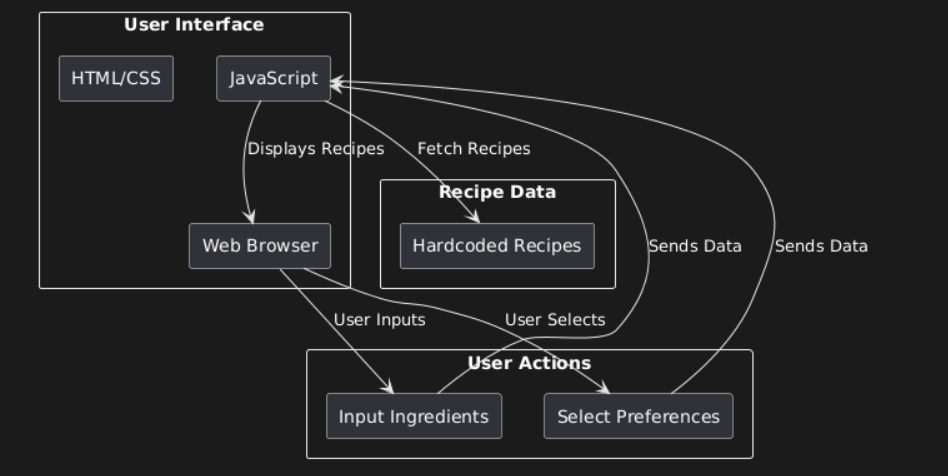 User Interface
HTML/CSS
JavaScript
Displays Recipes
Fetch Recipes
Recipe Data
Web Browser
Hardcoded Recipes
Sends Data
Sends Data
User Inputs
User Selects
User Actions
Input Ingredients
Select Preferences